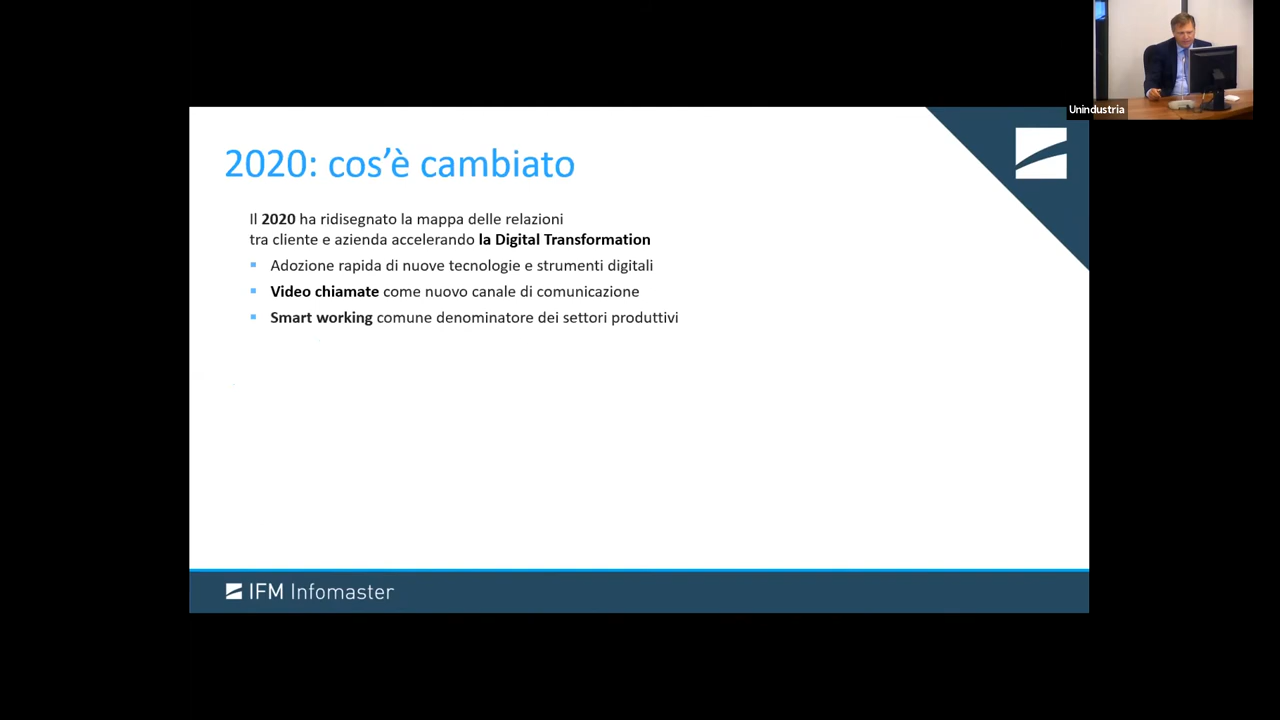 Unindustria
2020: cos’è cambiato
Il 2020 ha ridisegnato la mappa delle relazioni
tra cliente e azienda accelerando la Digital Transformation
Adozione rapida di nuove tecnologie e strumenti digitali
Video chiamate come nuovo canale di comunicazione
Smart working comune denominatore dei settori produttivi
IFM Infomaster